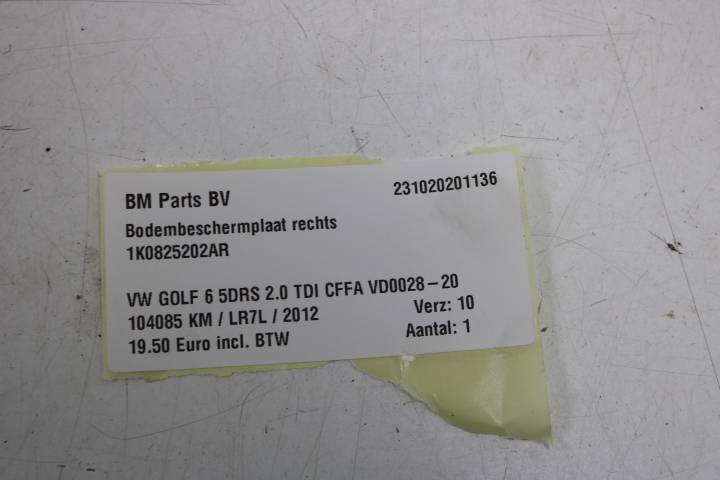 BM Parts BV 231020201136
Bodembeschermplaat rechts
1K0825202AR
VW GOLF 6 5DRS 2.0 TDI CFFA VD0028-20
104085 KM / LR7L / 2012 Verz: 10
19.50 Euro incl. BTW Aantal: 1